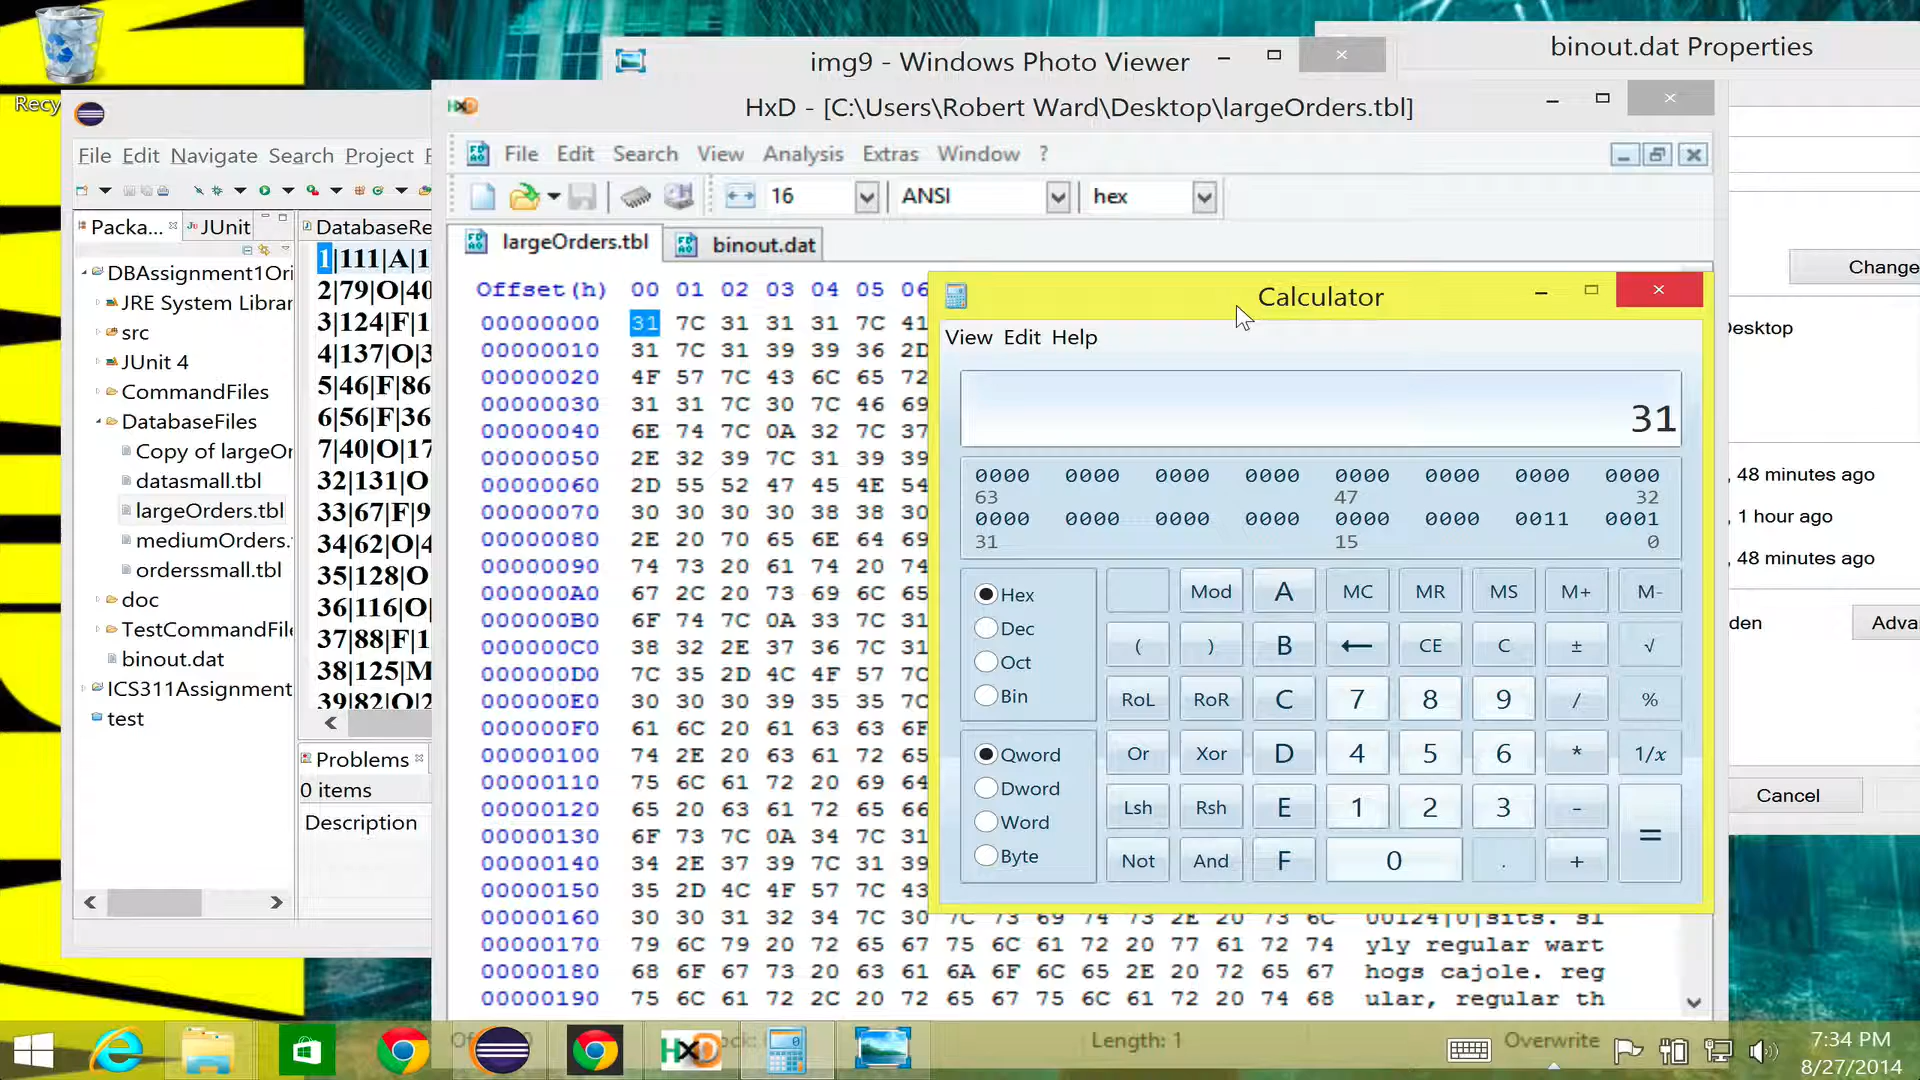 Recy
img9 - Windows Photo Viewer
binout.dat Properties
HxD - [C:\Users\Robert Ward\Desktop\largeOrders.tbl]
File Edit Navigate Search Project
File Edit Search View Analysis Extras Window ?
16 ANSI hex
Packa... JUnit
DatabaseRe
largeOrders.tbl binout.dat
DBAssignment1Ori
JRE System Librar
src
JUnit 4
CommandFiles
DatabaseFiles
Copy of largeOr
datasmall.tbl
largeOrders.tbl
mediumOrders.
orderssmall.tbl
doc
TestCommandFile
binout.dat
ICS311Assignment
test
1|111|A|1
2|79|O|40
3|124|F|1
4|137|O|3
5|46|F|86
6|56|F|36
7|40|O|17
32|131|O
33|67|F|9
34|62|O|4
35|128|O
36|116|O|
37|88|F|1
38|125|M
39|82|O|2
Problems
0 items
Description
Offset(h) 00 01 02 03 04 05 06
00000000 31 7C 31 31 31 7C 41
00000010 31 7C 31 39 39 36 2D
00000020 4F 57 7C 43 6C 65 72
00000030 31 31 7C 30 7C 46 69
00000040 6E 74 7C 0A 32 7C 37
00000050 2E 32 39 7C 31 39 39
00000060 2D 55 52 47 45 4E 54
00000070 30 30 30 30 38 38 30
00000080 2E 20 70 65 6E 64 69
00000090 74 73 20 61 74 20 74
000000A0 67 2C 20 73 69 6C 65
000000B0 6F 74 7C 0A 33 7C 31
000000C0 38 32 2E 37 36 7C 31
000000D0 7C 35 2D 4C 4F 57 7C
000000E0 30 30 30 39 35 35 7C
000000F0 61 6C 20 61 63 63 6F
00000100 74 2E 20 63 61 72 65
00000110 75 6C 61 72 20 69 64
00000120 65 20 63 61 72 65 66
00000130 6F 73 7C 0A 34 7C 31
00000140 34 2E 37 39 7C 31 39
00000150 35 2D 4C 4F 57 7C 43
00000160 30 30 31 32 34 7C 30 7C 73 69 74 73 2E 20 73 6C 00124|0|sits. sl
00000170 79 6C 79 20 72 65 67 75 6C 61 72 20 77 61 72 74 yly regular wart
00000180 68 6F 67 73 20 63 61 6A 6F 6C 65 2E 20 72 65 67 hogs cajole. reg
00000190 75 6C 61 72 2C 20 72 65 67 75 6C 61 72 20 74 68 ular, regular th
Calculator
View Edit Help
31
0000 0000 0000 0000 0000 0000 0000 0000
63 47 32
0000 0000 0000 0000 0000 0000 0011 0001
31 15 0
Hex
Dec
Oct
Bin
Qword
Dword
Word
Byte
Mod A MC MR MS M+ M-
( ) B ← CE C ± √
RoL RoR C 7 8 9 / %
Or Xor D 4 5 6 * 1/x
Lsh Rsh E 1 2 3 - =
Not And F 0 . +
Change
Desktop
, 48 minutes ago
, 1 hour ago
, 48 minutes ago
den Adva
Cancel
Length: 1
Overwrite
7:34 PM
8/27/2014